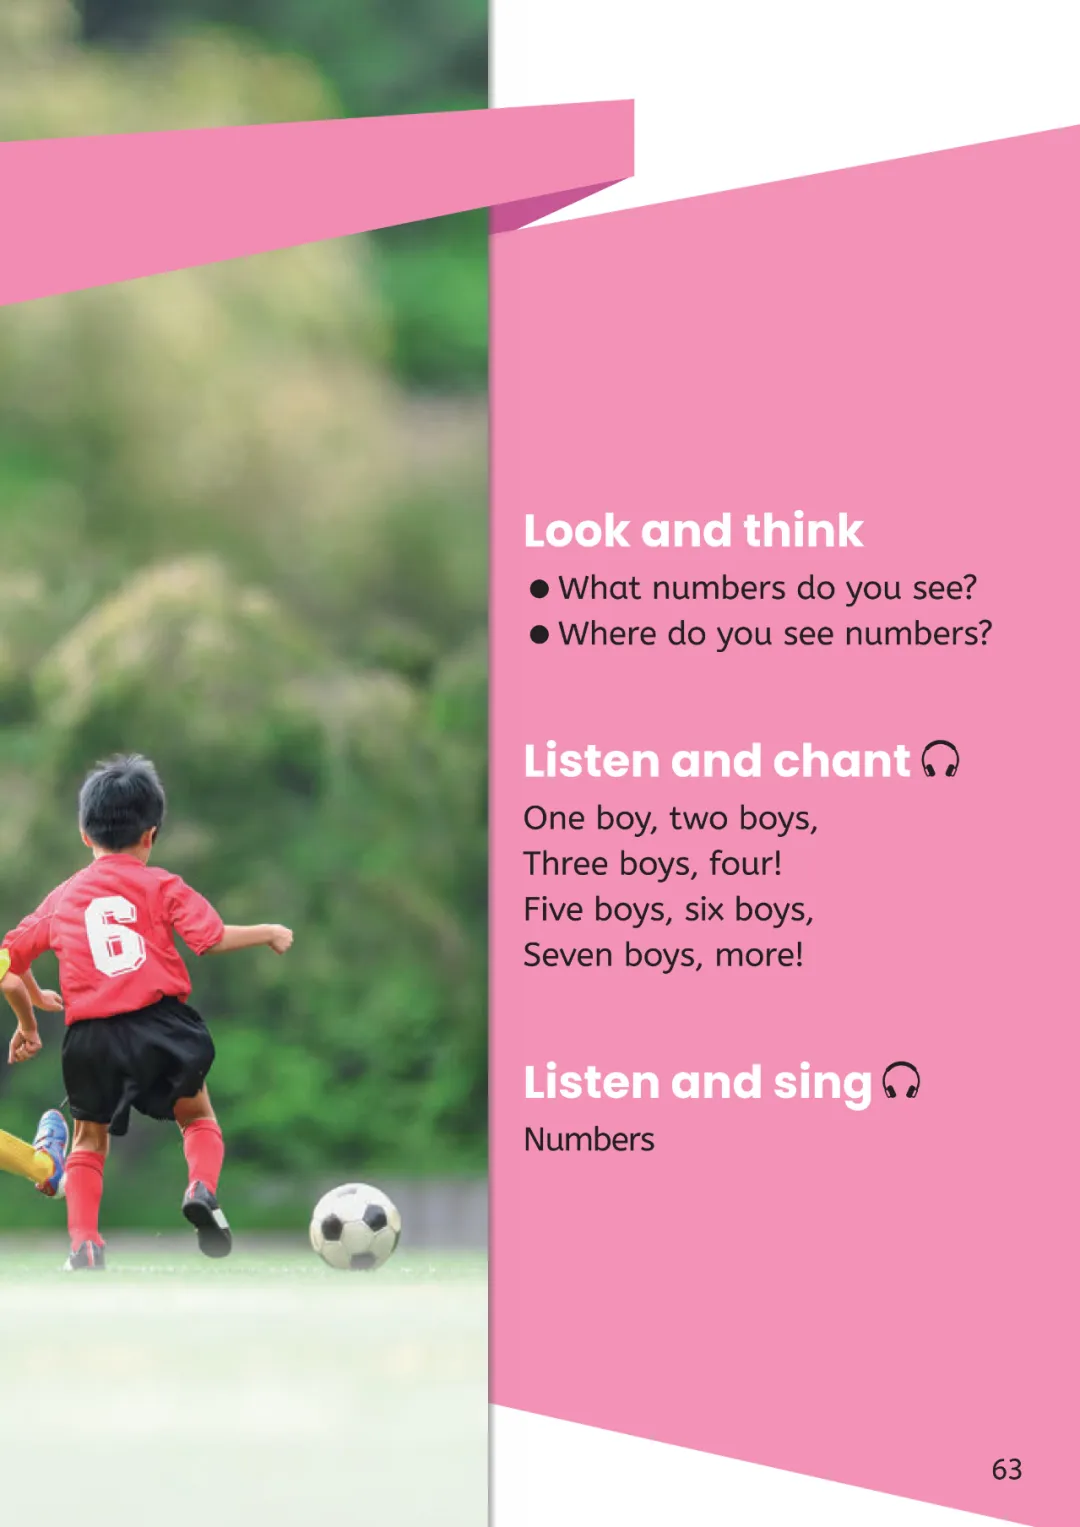 6
Look and think
● What numbers do you see?
● Where do you see numbers?
Listen and chant
One boy, two boys,
Three boys, four!
Five boys, six boys,
Seven boys, more!
Listen and sing
Numbers
63